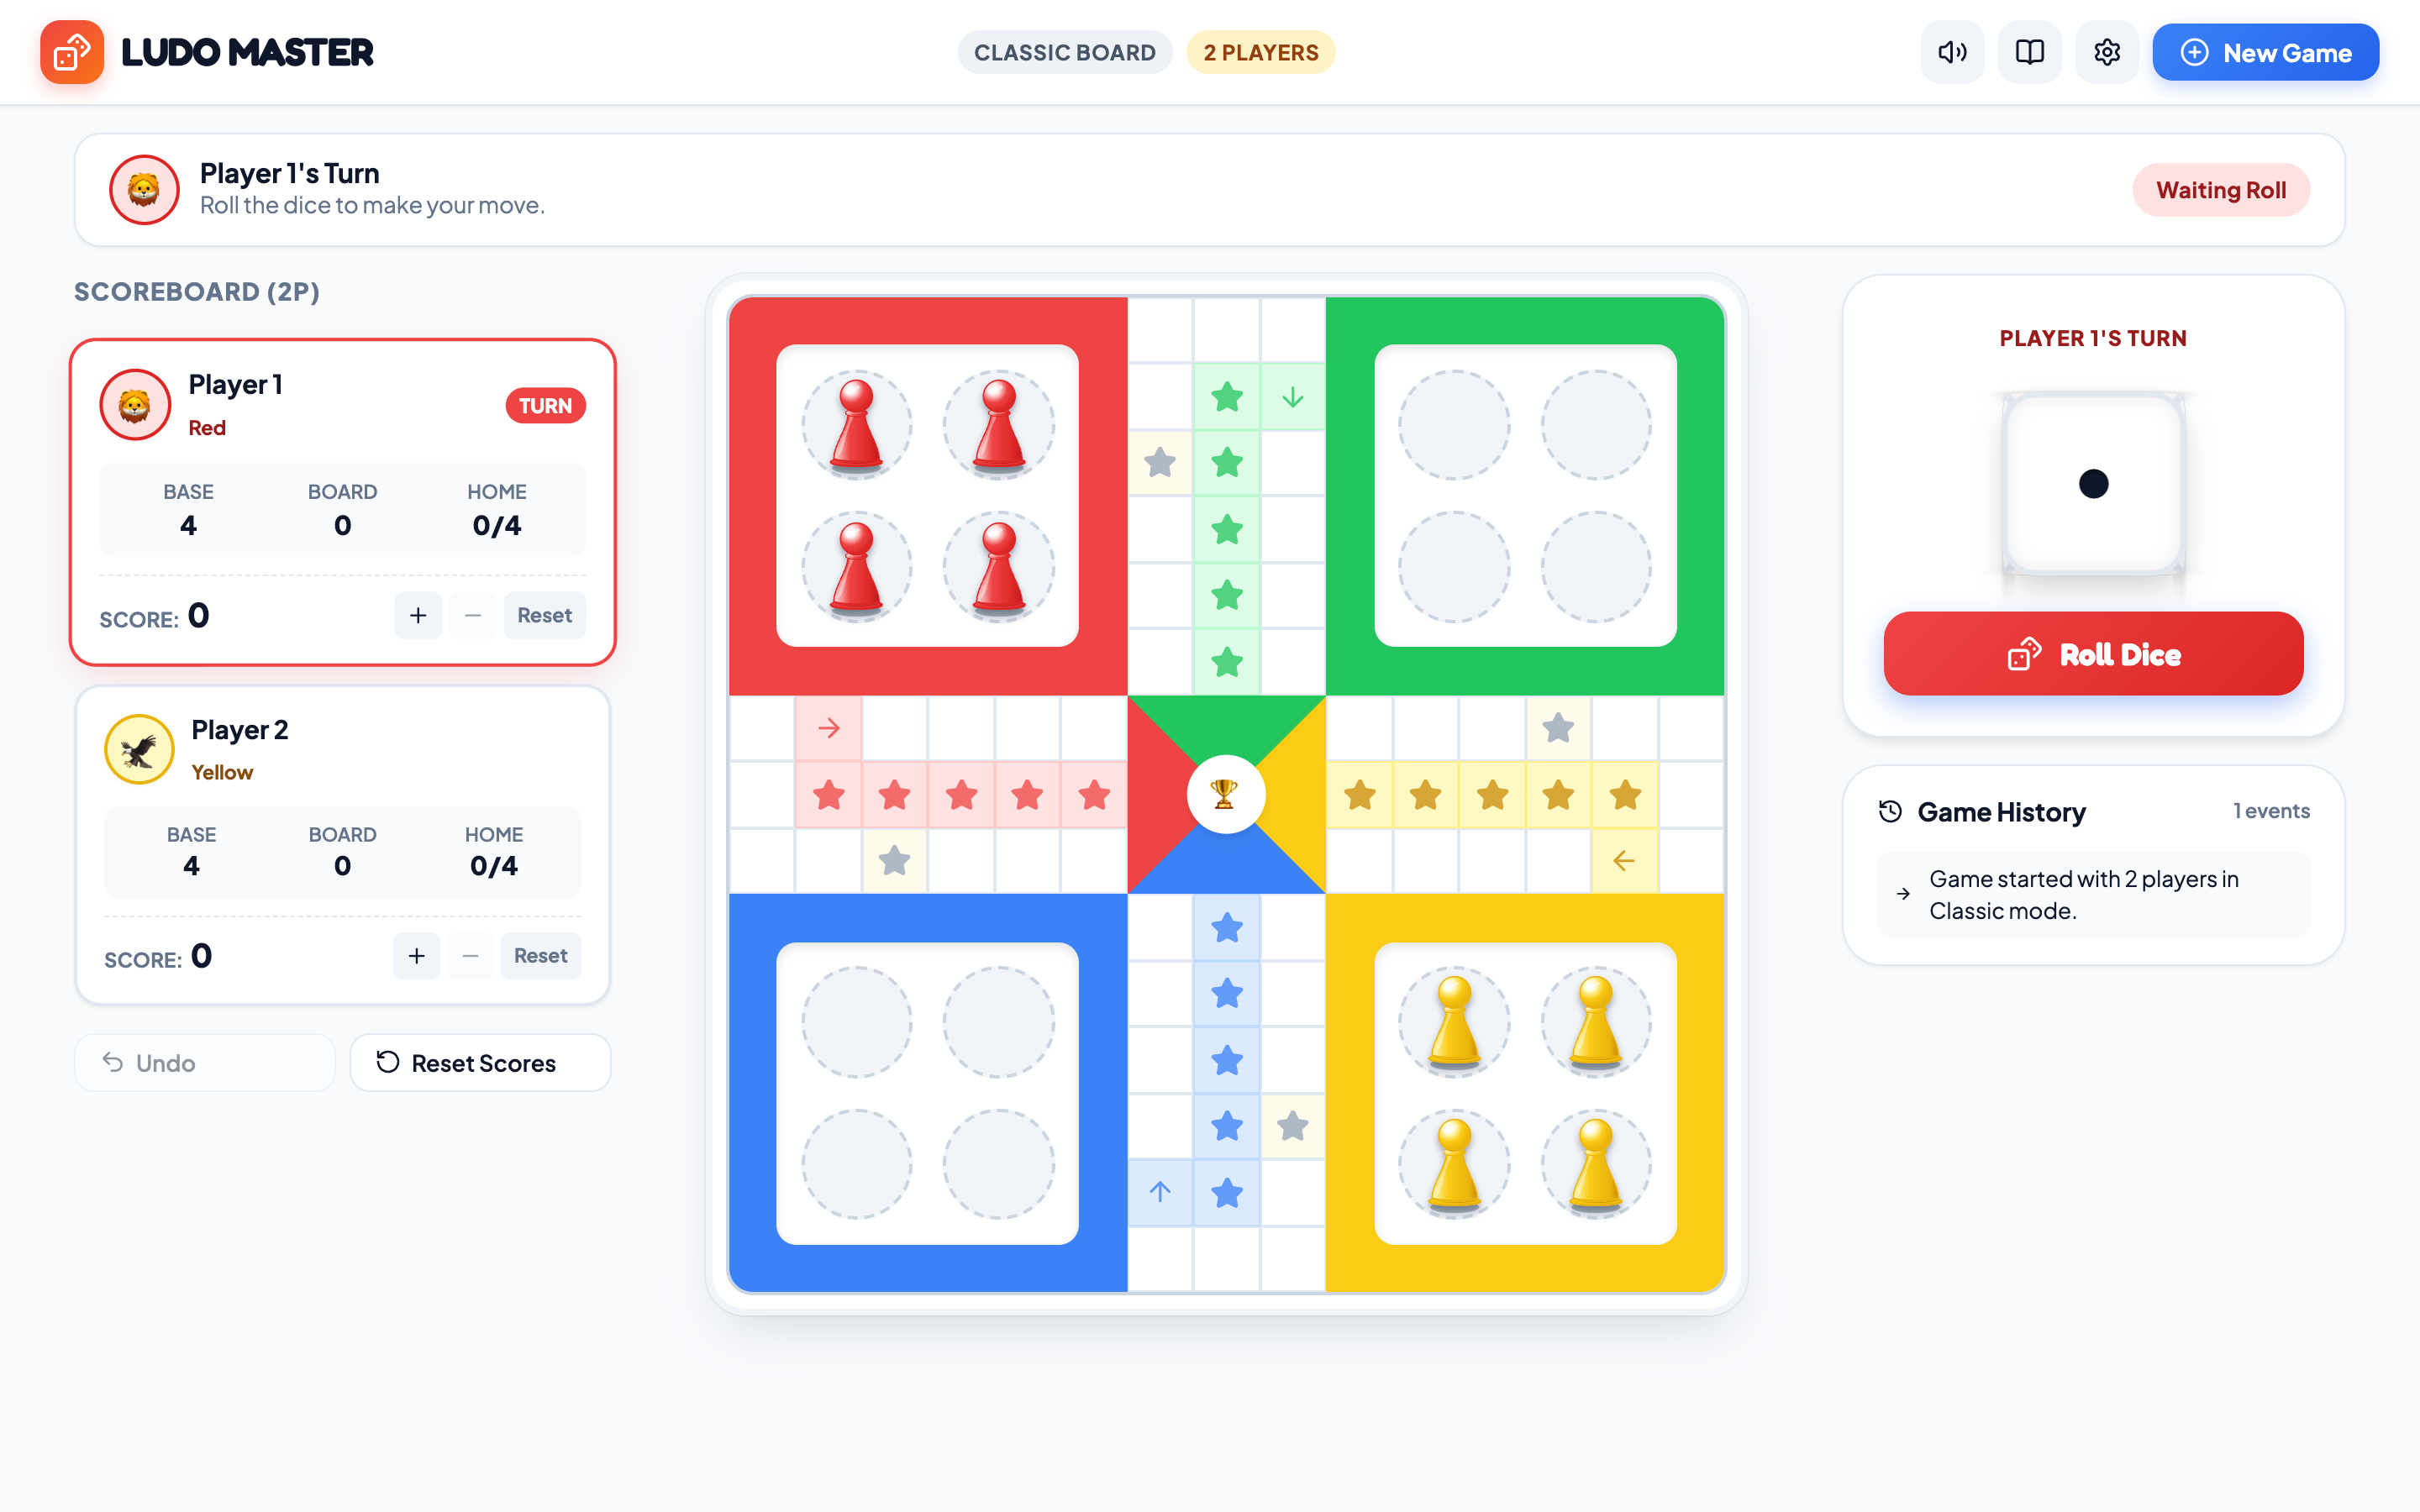 LUDO MASTER
CLASSIC BOARD
2 PLAYERS
New Game
Player 1's Turn
Roll the dice to make your move.
Waiting Roll
SCOREBOARD (2P)
Player 1
Red
TURN
BASE BOARD HOME
4 0 0/4
SCORE: 0
+ − Reset
Player 2
Yellow
BASE BOARD HOME
4 0 0/4
SCORE: 0
+ − Reset
Undo
Reset Scores
PLAYER 1'S TURN
Roll Dice
Game History
1 events
Game started with 2 players in
Classic mode.